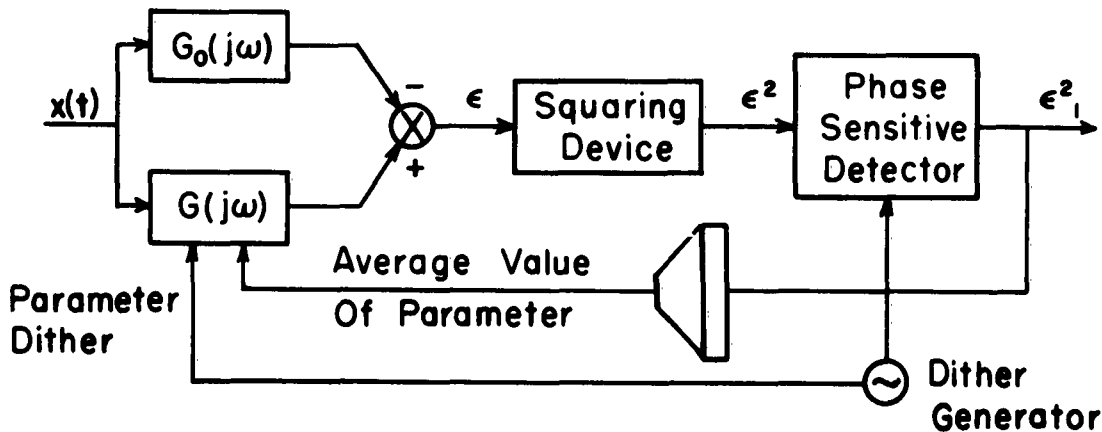 x(t)
G₀(jω)
G(jω)
-
+
ϵ
Squaring
Device
ϵ²
Phase
Sensitive
Detector
ϵ²₁
Average Value
Of Parameter
Parameter
Dither
~
Dither
Generator